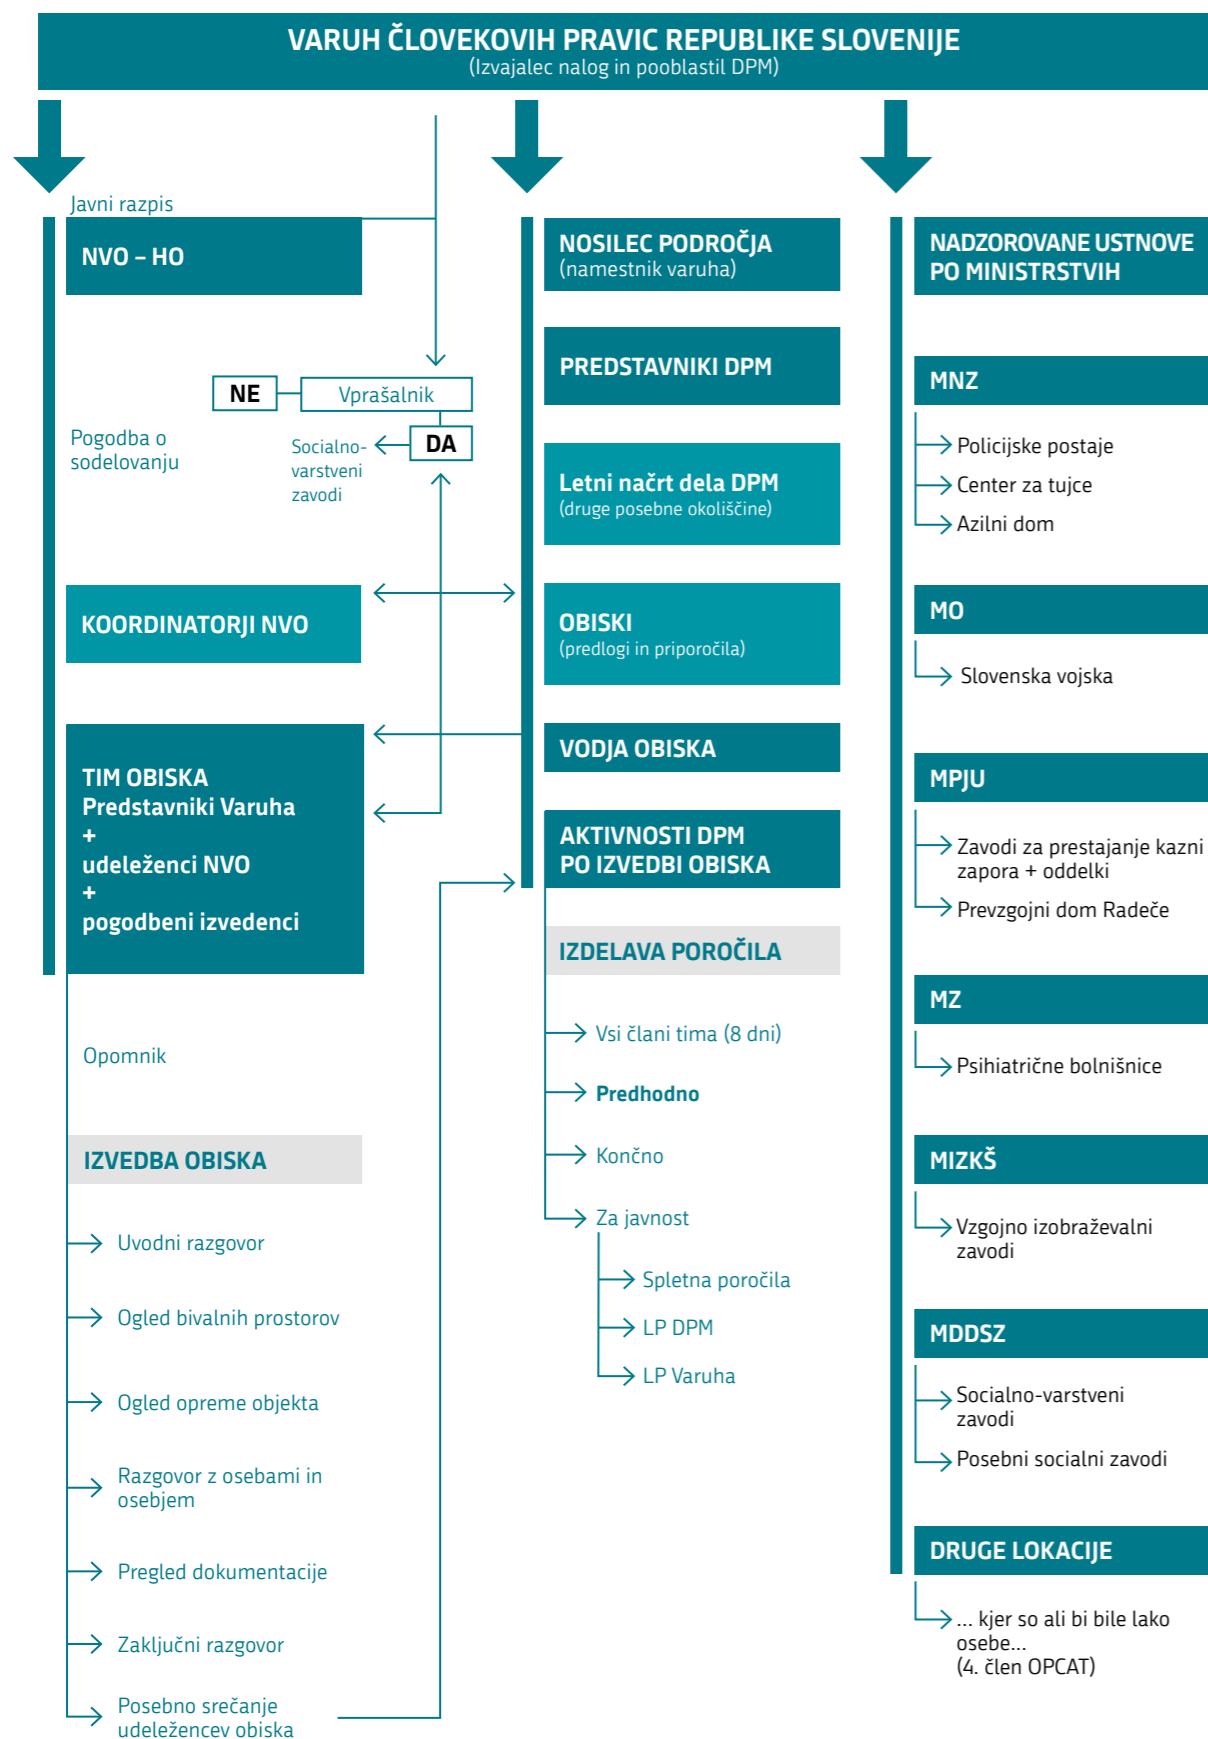 VARUH ČLOVEKOVIH PRAVIC REPUBLIKE SLOVENIJE
(Izvajalec nalog in pooblastil DPM)
Javni razpis
NVO – HO
NE
Vprašalnik
DA
Socialno-
varstveni
zavodi
Pogodba o
sodelovanju
KOORDINATORJI NVO
TIM OBISKA
Predstavniki Varuha
+
udeleženci NVO
+
pogodbeni izvedenci
Opomnik
IZVEDBA OBISKA
Uvodni razgovor
Ogled bivalnih prostorov
Ogled opreme objekta
Razgovor z osebami in
osebjem
Pregled dokumentacije
Zaključni razgovor
Posebno srečanje
udeležencev obiska
NOSILEC PODROČJA
(namestnik varuha)
PREDSTAVNIKI DPM
Letni načrt dela DPM
(druge posebne okoliščine)
OBISKI
(predlogi in priporočila)
VODJA OBISKA
AKTIVNOSTI DPM
PO IZVEDBI OBISKA
IZDELAVA POROČILA
Vsi člani tima (8 dni)
Predhodno
Končno
Za javnost
Spletna poročila
LP DPM
LP Varuha
NADZOROVANE USTNOVE
PO MINISTRSTVIH
MNZ
Policijske postaje
Center za tujce
Azilni dom
MO
Slovenska vojska
MPJU
Zavodi za prestajanje kazni
zapora + oddelki
Prevzgojni dom Radeče
MZ
Psihiatrične bolnišnice
MIZKŠ
Vzgojno izobraževalni
zavodi
MDDSZ
Socialno-varstveni
zavodi
Posebni socialni zavodi
DRUGE LOKACIJE
... kjer so ali bi bile lako
osebe...
(4. člen OPCAT)